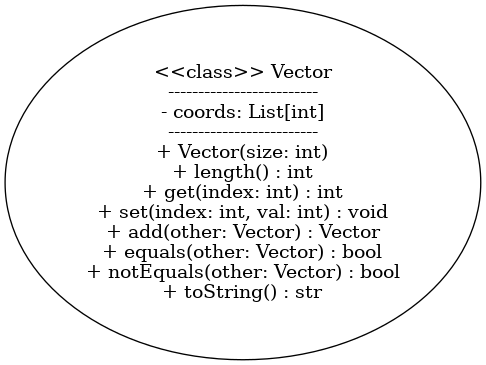 <<class>> Vector
-------------------------
- coords: List[int]
-------------------------
+ Vector(size: int)
+ length() : int
+ get(index: int) : int
+ set(index: int, val: int) : void
+ add(other: Vector) : Vector
+ equals(other: Vector) : bool
+ notEquals(other: Vector) : bool
+ toString() : str